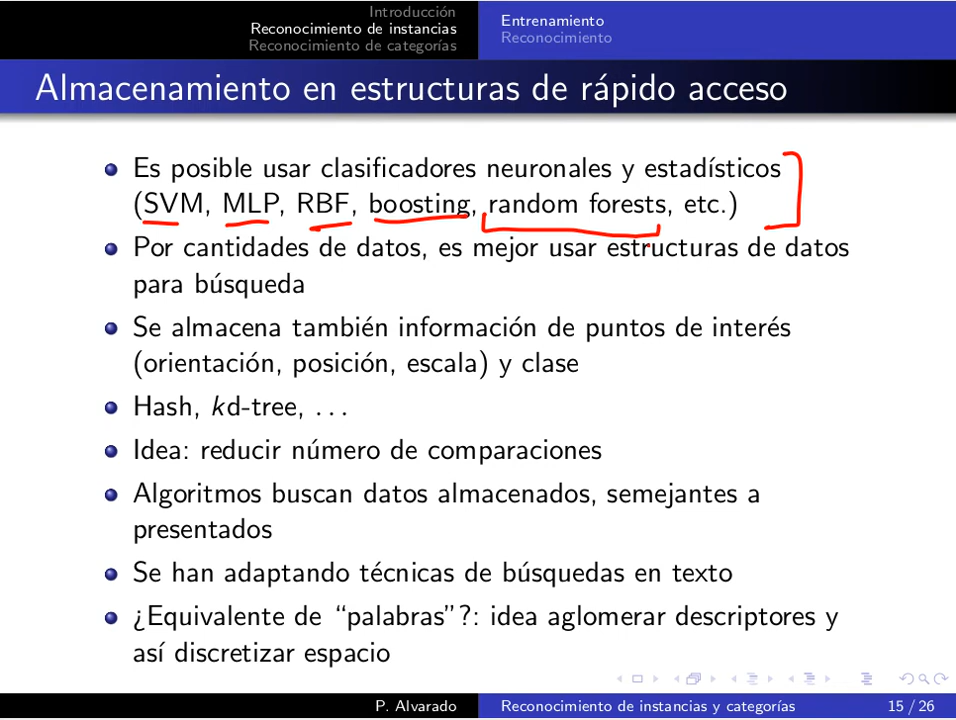 Introducción
Reconocimiento de instancias
Reconocimiento de categorías
Entrenamiento
Reconocimiento
Almacenamiento en estructuras de rápido acceso
Es posible usar clasificadores neuronales y estadísticos
(SVM, MLP, RBF, boosting, random forests, etc.)
Por cantidades de datos, es mejor usar estructuras de datos
para búsqueda
Se almacena también información de puntos de interés
(orientación, posición, escala) y clase
Hash, kd-tree, ...
Idea: reducir número de comparaciones
Algoritmos buscan datos almacenados, semejantes a
presentados
Se han adaptando técnicas de búsquedas en texto
¿Equivalente de “palabras”?: idea aglomerar descriptores y
así discretizar espacio
P. Alvarado
Reconocimiento de instancias y categorías
15 / 26